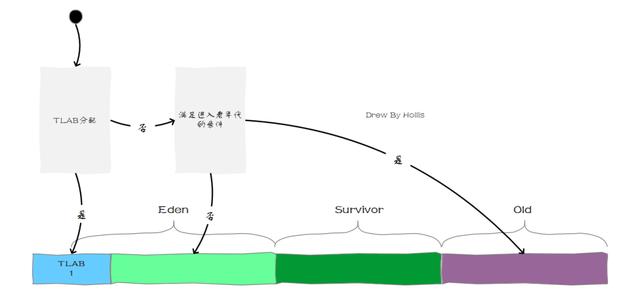 TLAB分配
否
满足进入老年代
的条件
Drew By Hollis
是
是
否
Eden
Survivor
Old
TLAB
1